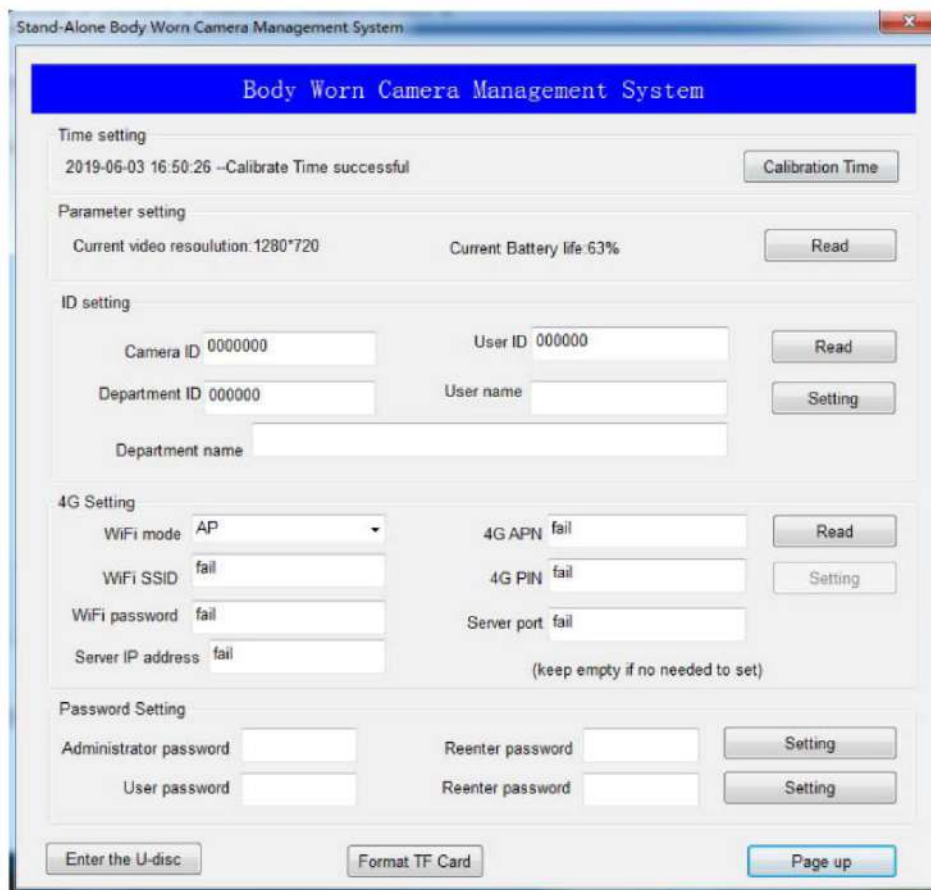 Stand-Alone Body Worn Camera Management System
Body Worn Camera Management System
Time setting
2019-06-03 16:50:26 --Calibrate Time successful Calibration Time
Parameter setting
Current video resoulution:1280*720 Current Battery life:63% Read
ID setting
Camera ID 0000000 User ID 000000 Read
Department ID 000000 User name Setting
Department name
4G Setting
WiFi mode AP 4G APN fail Read
WiFi SSID fail 4G PIN fail Setting
WiFi password fail Server port fail
Server IP address fail (keep empty if no needed to set)
Password Setting
Administrator password Reenter password Setting
User password Reenter password Setting
Enter the U-disc Format TF Card Page up